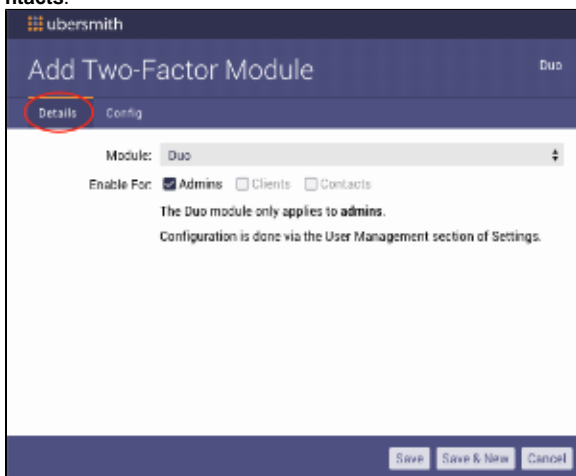 ntacts.
ubersmith
Add Two-Factor Module
Duo
Details Config
Module: Duo
Enable For: Admins Clients Contacts
The Duo module only applies to admins.
Configuration is done via the User Management section of Settings.
Save Save & New Cancel